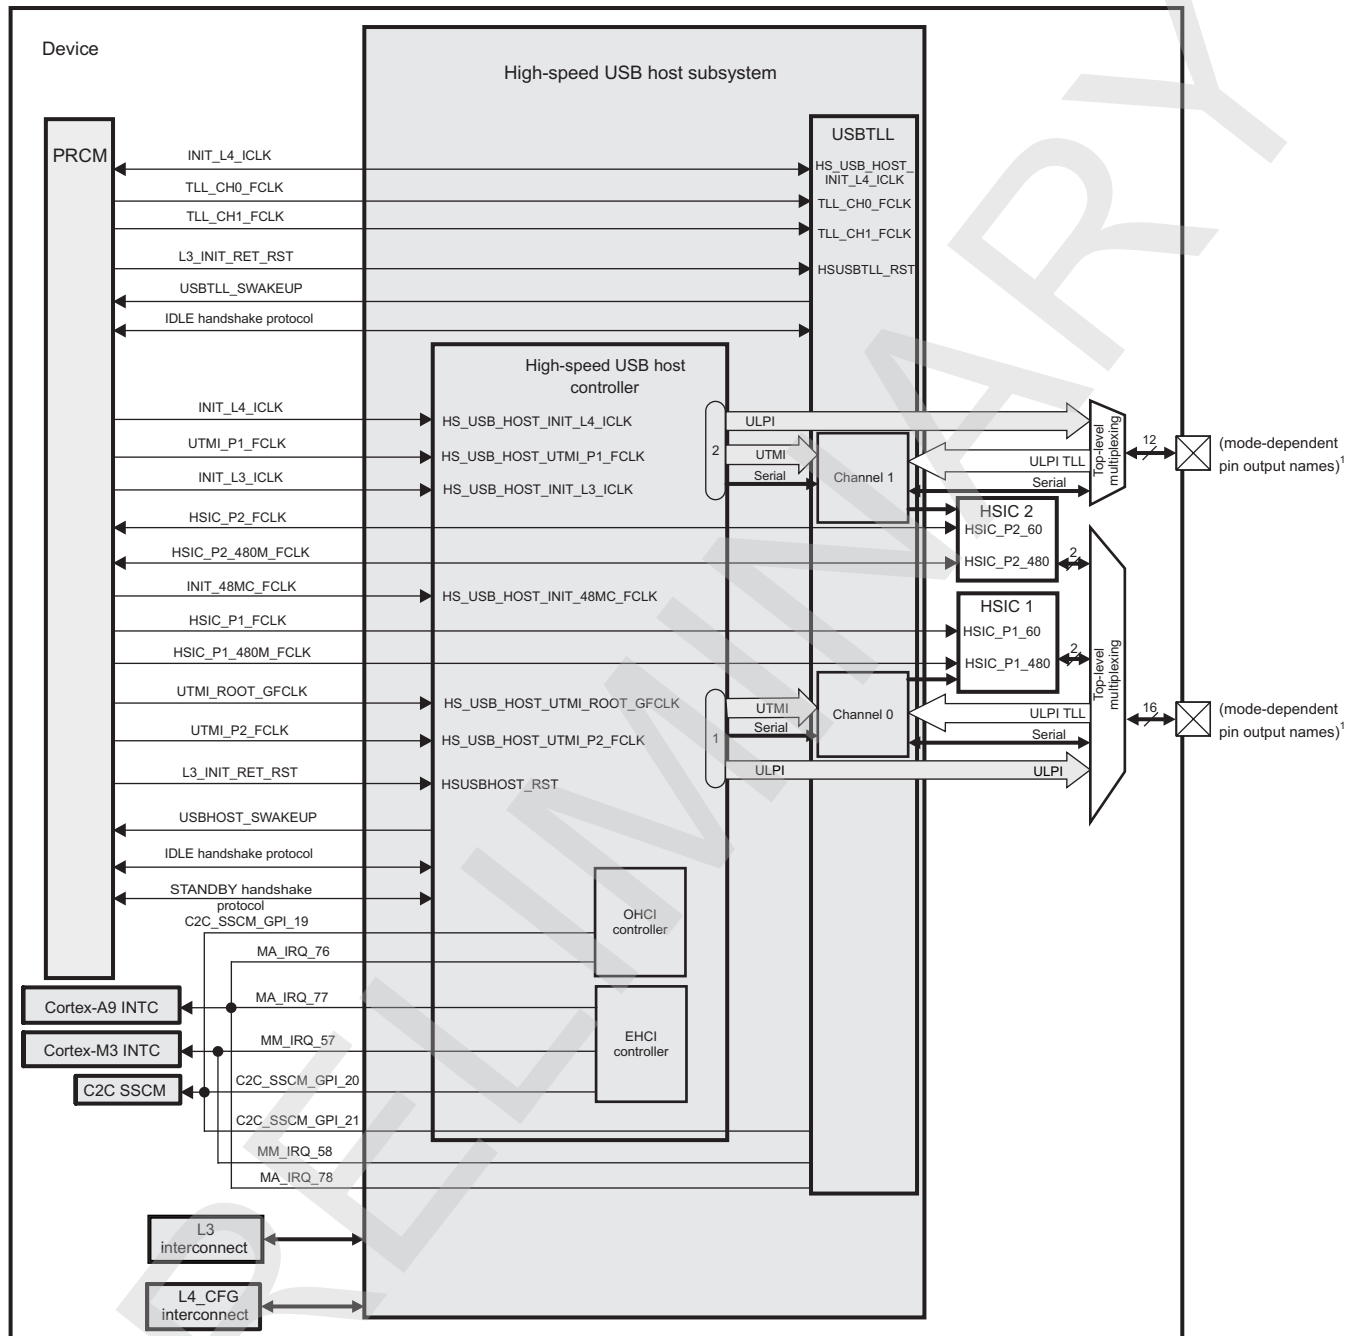 Device
High-speed USB host subsystem
PRCM
USBTLL
INIT_L4_ICLK
HS_USB_HOST_
INIT_L4_ICLK
TLL_CH0_FCLK
TLL_CH0_FCLK
TLL_CH1_FCLK
TLL_CH1_FCLK
L3_INIT_RET_RST
HSUSBTLL_RST
USBTLL_SWAKEUP
IDLE handshake protocol
High-speed USB host
controller
INIT_L4_ICLK
HS_USB_HOST_INIT_L4_ICLK
UTMI_P1_FCLK
HS_USB_HOST_UTMI_P1_FCLK
INIT_L3_ICLK
HS_USB_HOST_INIT_L3_ICLK
2
ULPI
UTMI
Serial
Channel 1
ULPI TLL
Serial
Top-level
multiplexing
12
(mode-dependent
pin output names)1
HSIC_P2_FCLK
HSIC_P2_480M_FCLK
HSIC 2
HSIC_P2_60
HSIC_P2_480
2
INIT_48MC_FCLK
HS_USB_HOST_INIT_48MC_FCLK
HSIC_P1_FCLK
HSIC_P1_480M_FCLK
HSIC 1
HSIC_P1_60
HSIC_P1_480
2
Top-level
multiplexing
UTMI_ROOT_GFCLK
HS_USB_HOST_UTMI_ROOT_GFCLK
UTMI_P2_FCLK
HS_USB_HOST_UTMI_P2_FCLK
1
UTMI
Serial
Channel 0
ULPI TLL
Serial
ULPI
ULPI
16
(mode-dependent
pin output names)1
L3_INIT_RET_RST
HSUSBHOST_RST
USBHOST_SWAKEUP
IDLE handshake protocol
STANDBY handshake
protocol
C2C_SSCM_GPI_19
OHCI
controller
MA_IRQ_76
MA_IRQ_77
Cortex-A9 INTC
MM_IRQ_57
EHCI
controller
Cortex-M3 INTC
C2C_SSCM_GPI_20
C2C SSCM
C2C_SSCM_GPI_21
MM_IRQ_58
MA_IRQ_78
L3
interconnect
L4_CFG
interconnect
PRELIMINARY